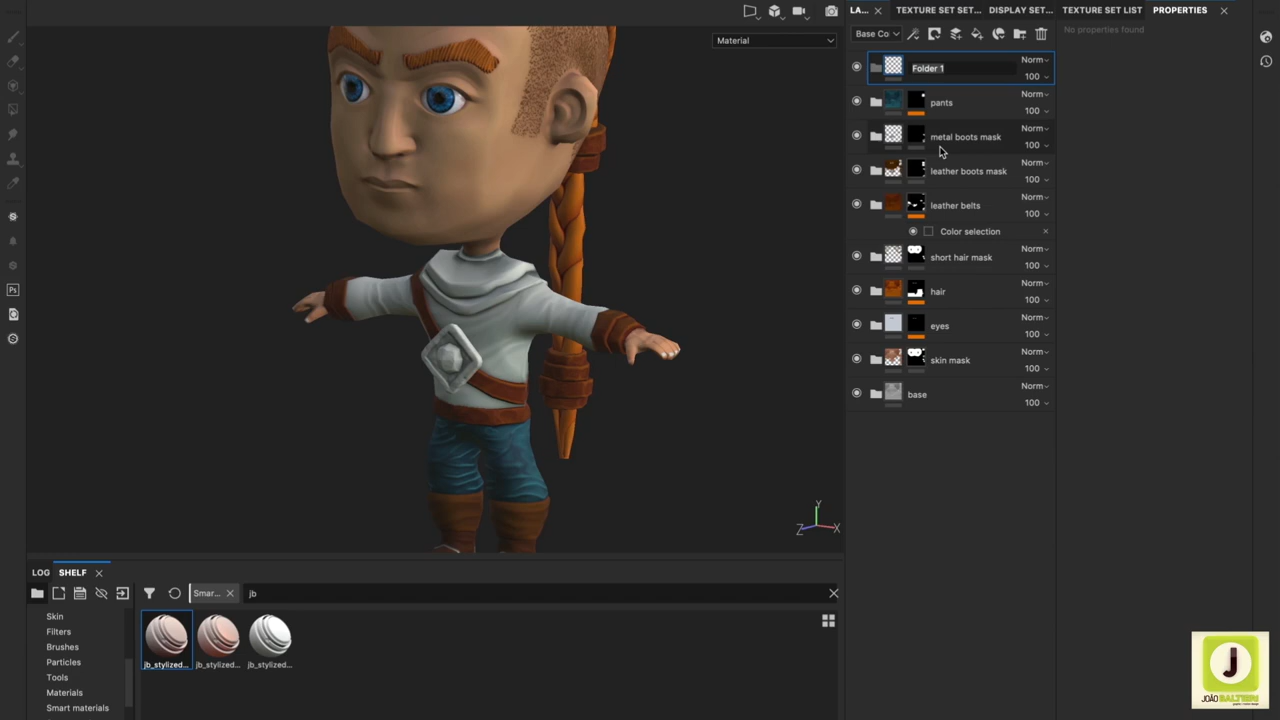 LA...
TEXTURE SET SET...
DISPLAY SET...
TEXTURE SET LIST
PROPERTIES
Material
Base Co
No properties found
Folder 1
Norm
100
pants
Norm
100
metal boots mask
Norm
100
leather boots mask
Norm
100
leather belts
Norm
100
Color selection
short hair mask
Norm
100
hair
Norm
100
eyes
Norm
100
skin mask
Norm
100
base
Norm
100
Ps
Y
Z
X
LOG
SHELF
Smar...
jb
Skin
Filters
Brushes
Particles
Tools
Materials
Smart materials
jb_stylized...
jb_stylized...
jb_stylized...
J
JOÃO BALTIERI